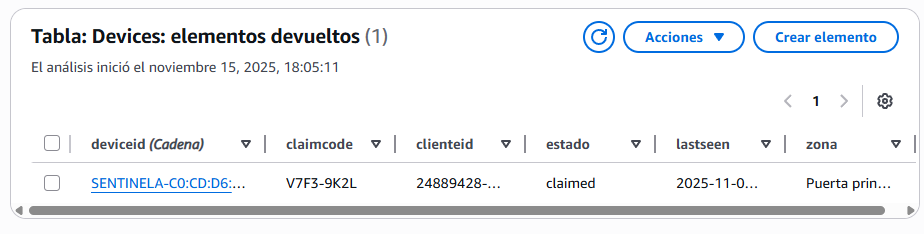 Tabla: Devices: elementos devueltos (1)
Acciones
Crear elemento
El análisis inició el noviembre 15, 2025, 18:05:11
1
deviceid (Cadena) claimcode clienteid estado lastseen zona
SENTINELA-C0:CD:D6:... V7F3-9K2L 24889428-... claimed 2025-11-0... Puerta prin...